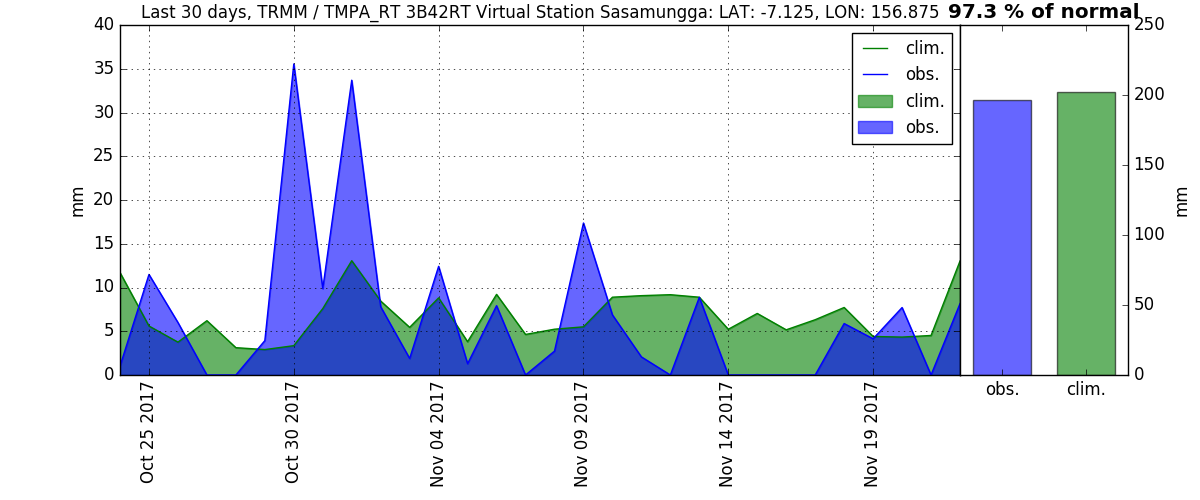 Last 30 days, TRMM / TMPA_RT 3B42RT Virtual Station Sasamungga: LAT: -7.125, LON: 156.875
97.3 % of normal
40
35
30
25
20
15
10
5
0
mm
clim.
obs.
clim.
obs.
Oct 25 2017
Oct 30 2017
Nov 04 2017
Nov 09 2017
Nov 14 2017
Nov 19 2017
250
200
150
100
50
0
mm
obs.
clim.